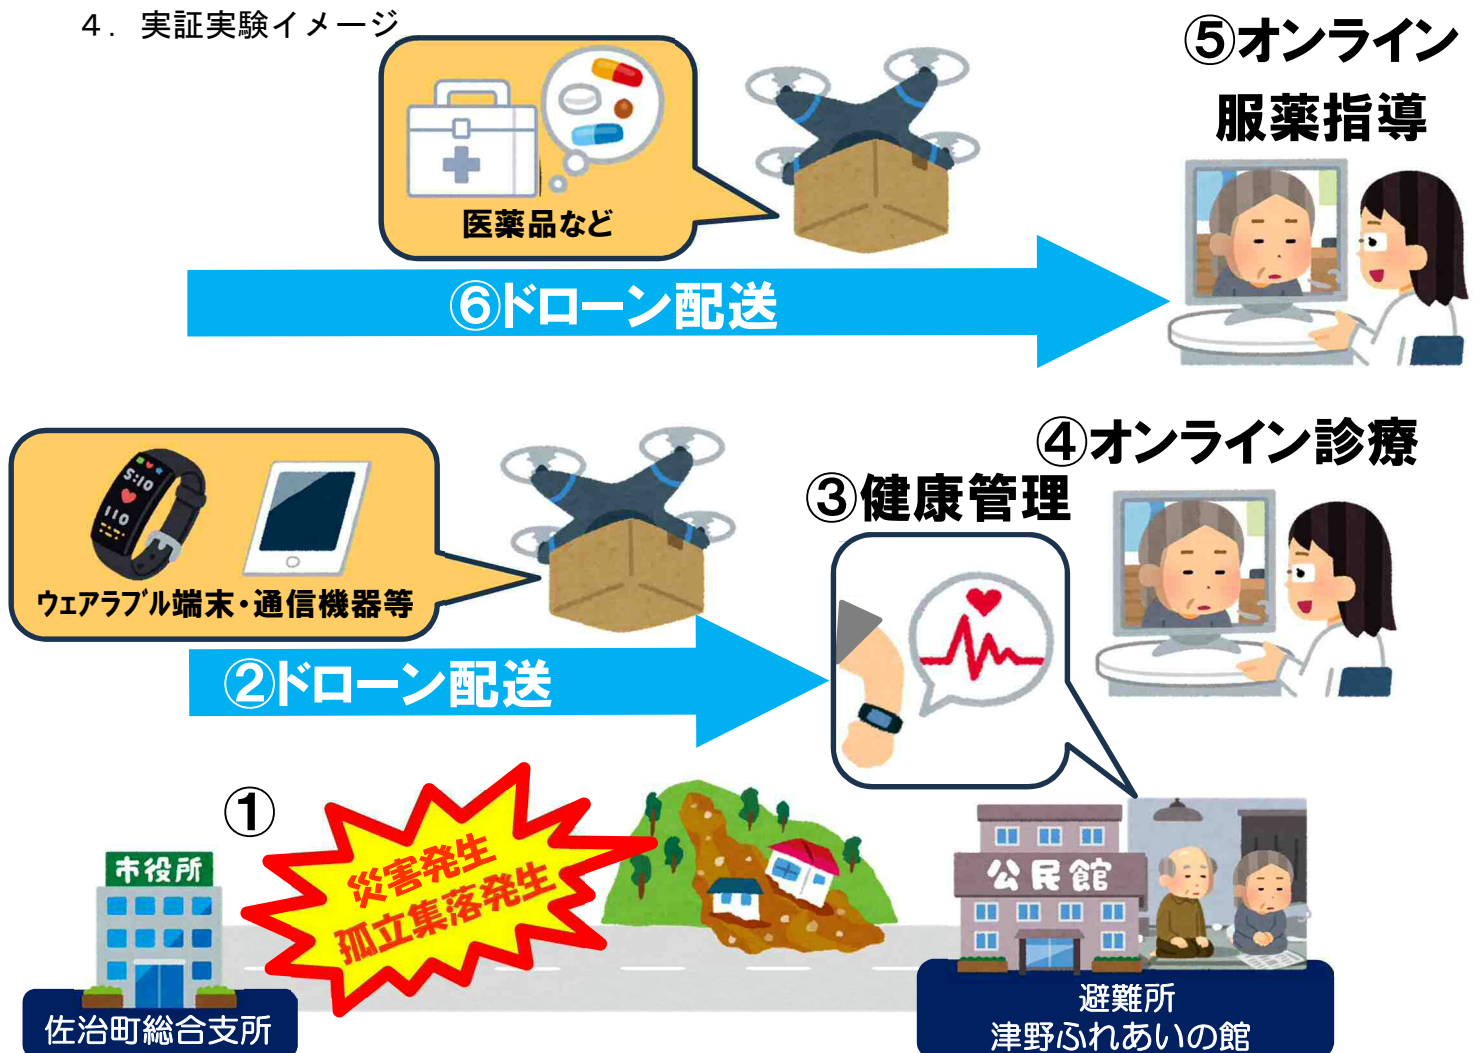 ４．実証実験イメージ
⑤オンライン
服薬指導
医薬品など
⑥ドローン配送
④オンライン診療
③健康管理
5:10
110
ウェアラブル端末・通信機器等
②ドローン配送
①
災害発生
孤立集落発生
市役所
公民館
佐治町総合支所
避難所
津野ふれあいの館